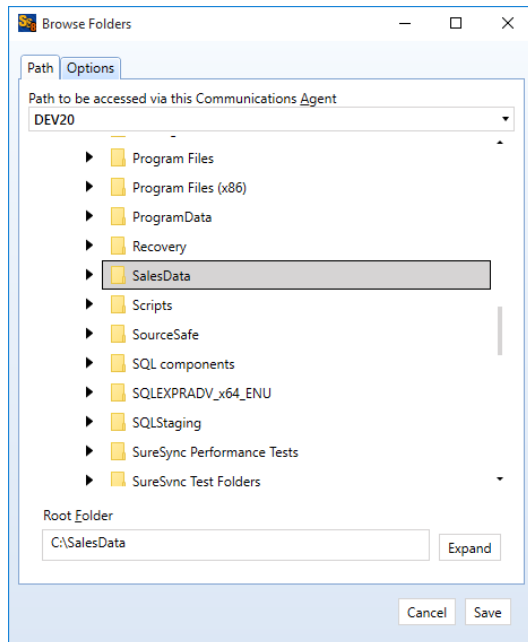 Browse Folders
Path Options
Path to be accessed via this Communications Agent
DEV20
Program Files
Program Files (x86)
ProgramData
Recovery
SalesData
Scripts
SourceSafe
SQL components
SQLEXPRADV_x64_ENU
SQLStaging
SureSync Performance Tests
SureSync Test Folders
Root Folder
C:\SalesData
Expand
Cancel Save